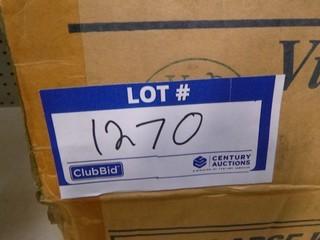 LOT #
1270
ClubBid
CENTURY
AUCTIONS